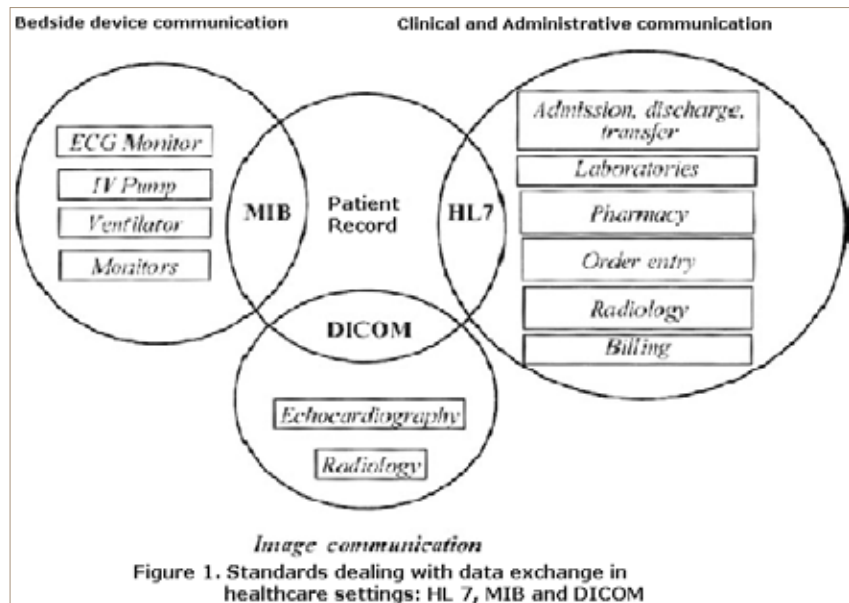 Bedside device communication
Clinical and Administrative communication
ECG Monitor
IV Pump
Ventilator
Monitors
MIB
Patient
Record
HL7
Admission, discharge,
transfer
Laboratories
Pharmacy
Order entry
Radiology
Billing
DICOM
Echocardiography
Radiology
Image communication
Figure 1. Standards dealing with data exchange in
healthcare settings: HL 7, MIB and DICOM